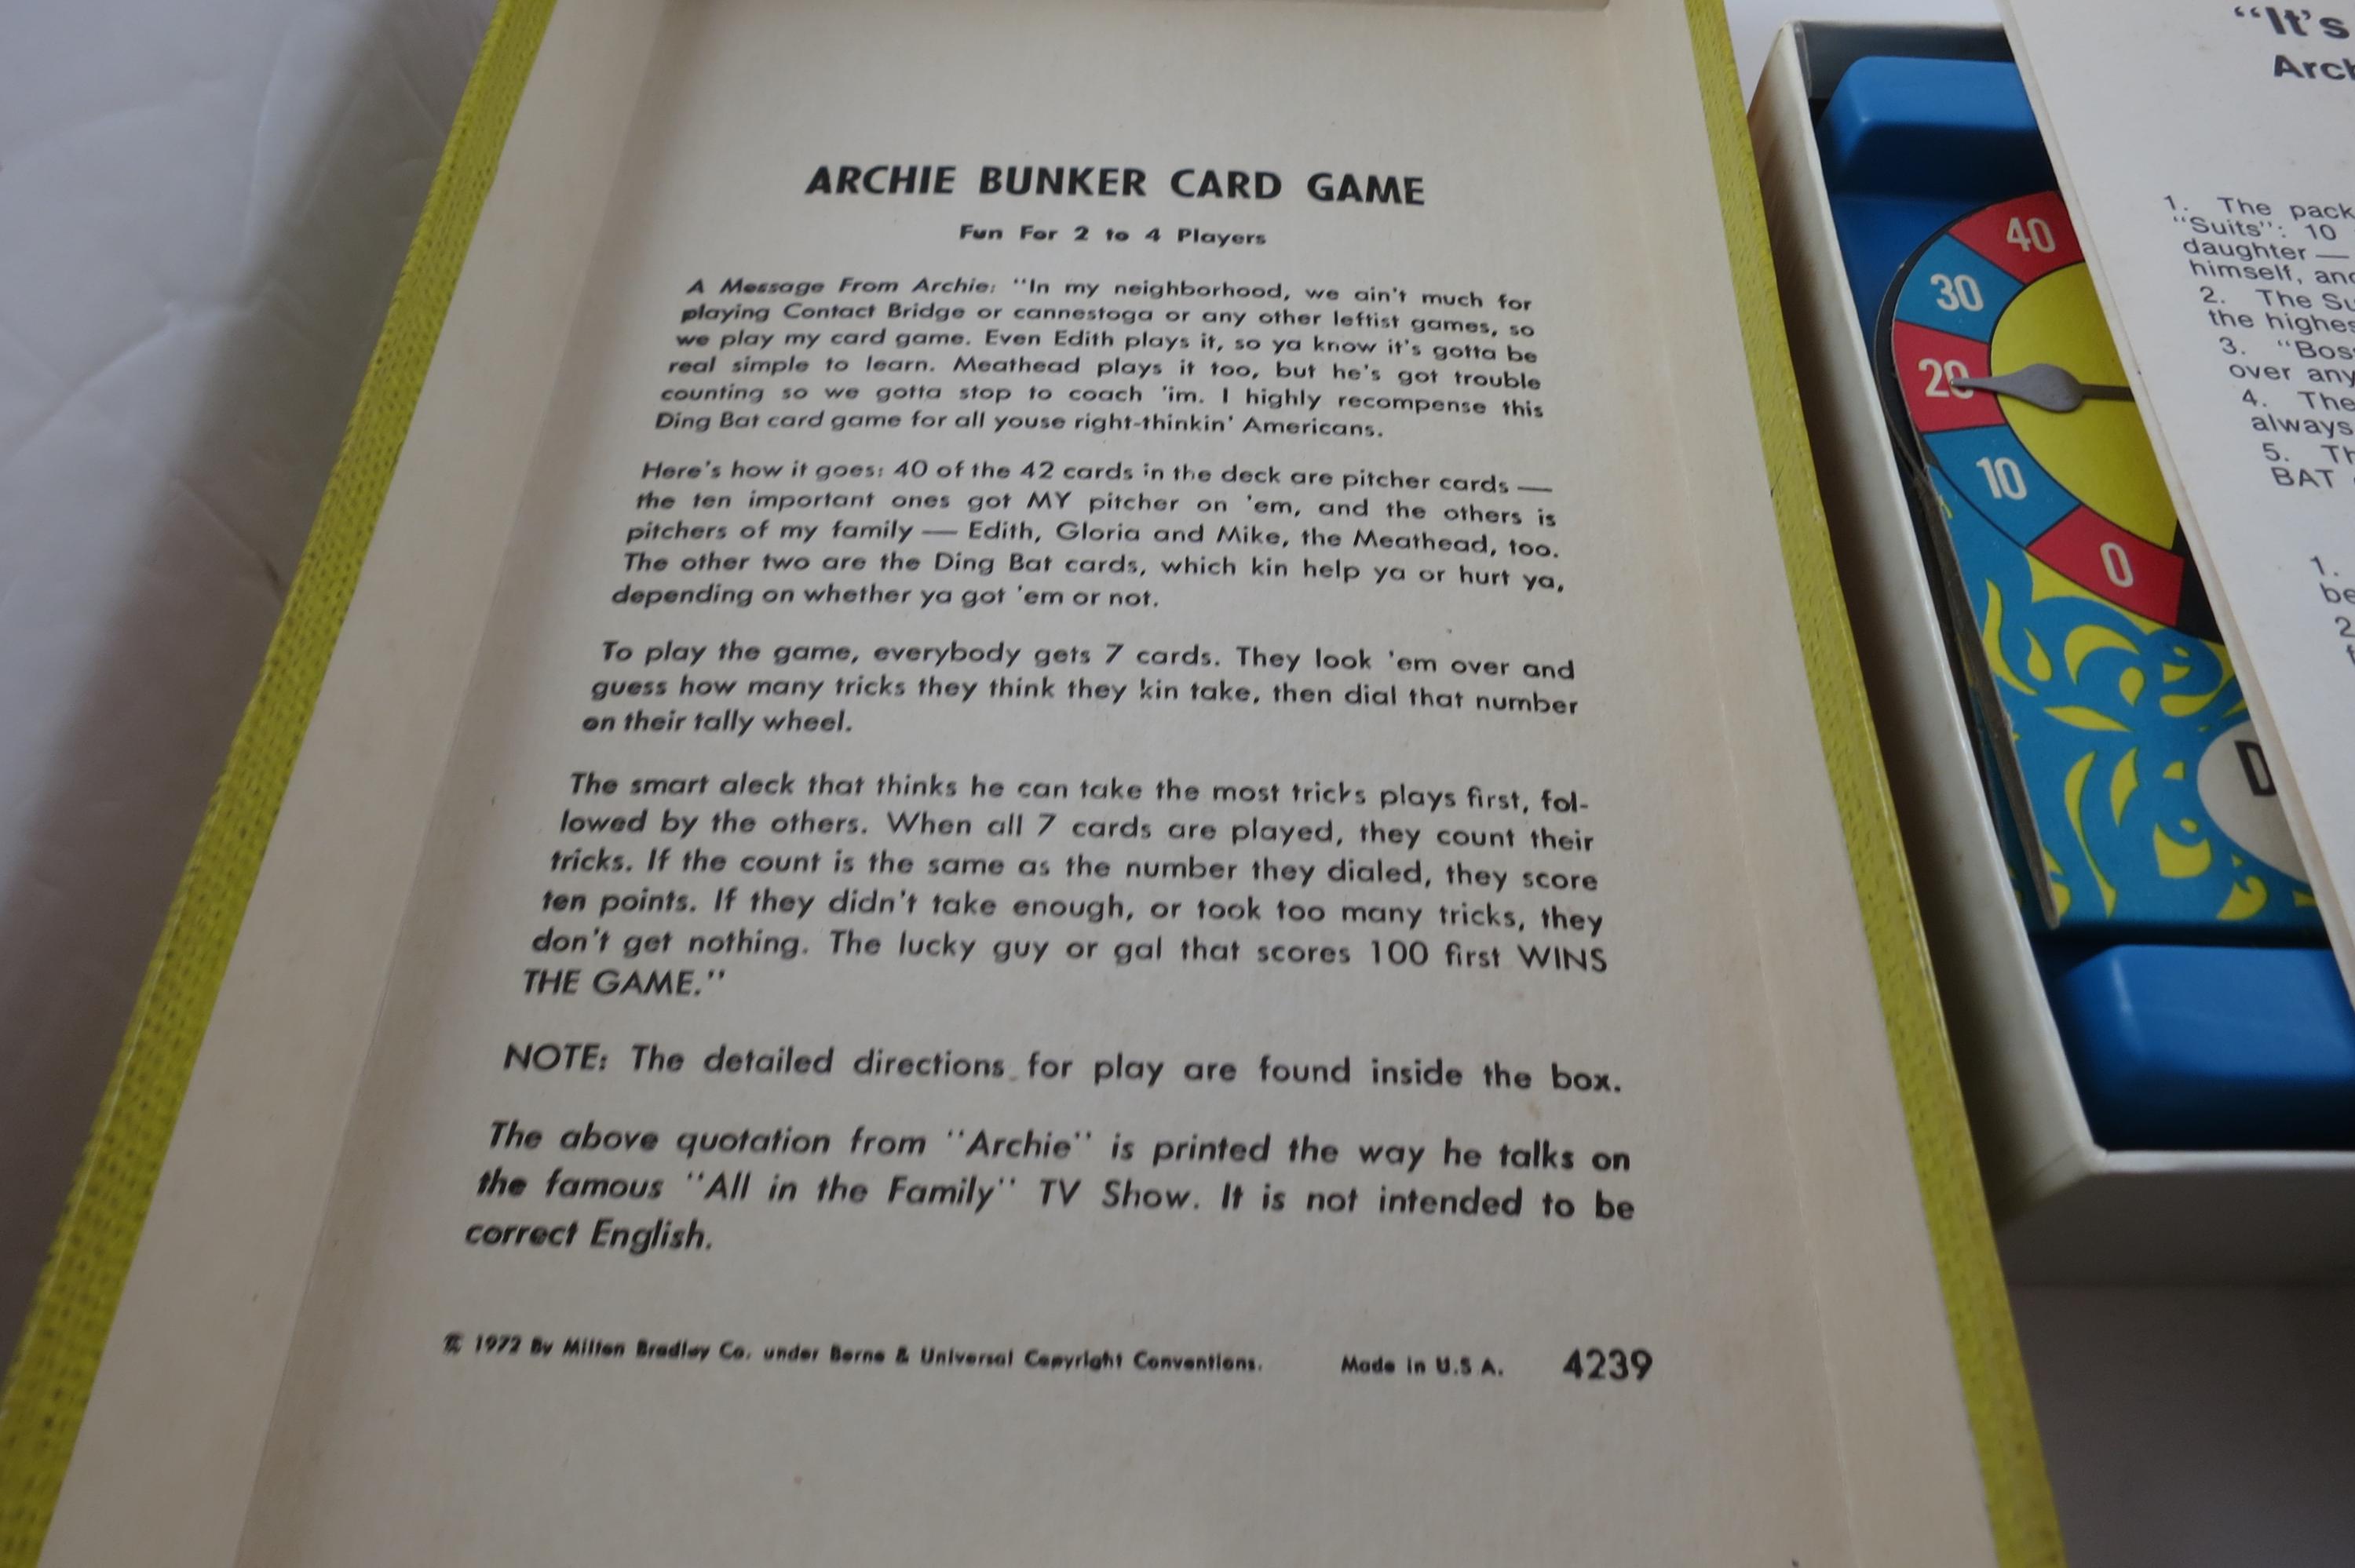 ARCHIE BUNKER CARD GAME
Fun For 2 to 4 Players
A Message From Archie: "In my neighborhood, we ain't much for
playing Contact Bridge or cannestoga or any other leftist games, so
we play my card game. Even Edith plays it, so ya know it's gotta be
real simple to learn. Meathead plays it too, but he's got trouble
counting so we gotta stop to coach 'im. I highly recompense this
Ding Bat card game for all youse right-thinkin' Americans.
Here's how it goes: 40 of the 42 cards in the deck are pitcher cards —
the ten important ones got MY pitcher on 'em, and the others is
pitchers of my family — Edith, Gloria and Mike, the Meathead, too.
The other two are the Ding Bat cards, which kin help ya or hurt ya,
depending on whether ya got 'em or not.
To play the game, everybody gets 7 cards. They look 'em over and
guess how many tricks they think they kin take, then dial that number
on their tally wheel.
The smart aleck that thinks he can take the most tricks plays first, fol-
lowed by the others. When all 7 cards are played, they count their
tricks. If the count is the same as the number they dialed, they score
ten points. If they didn't take enough, or took too many tricks, they
don't get nothing. The lucky guy or gal that scores 100 first WINS
THE GAME."
NOTE: The detailed directions for play are found inside the box.
The above quotation from "Archie" is printed the way he talks on
the famous "All in the Family" TV Show. It is not intended to be
correct English.
© 1972 By Milton Bradley Co. under Berne & Universal Copyright Conventions. Made in U.S.A. 4239
40
30
20
10
0
D
"It's
Arch
1. The pack
"Suits": 10
daughter —
himself, and
2. The Su
the highes
3. "Bos
over any
4. The
always
5. Th
BAT
1.
be
2